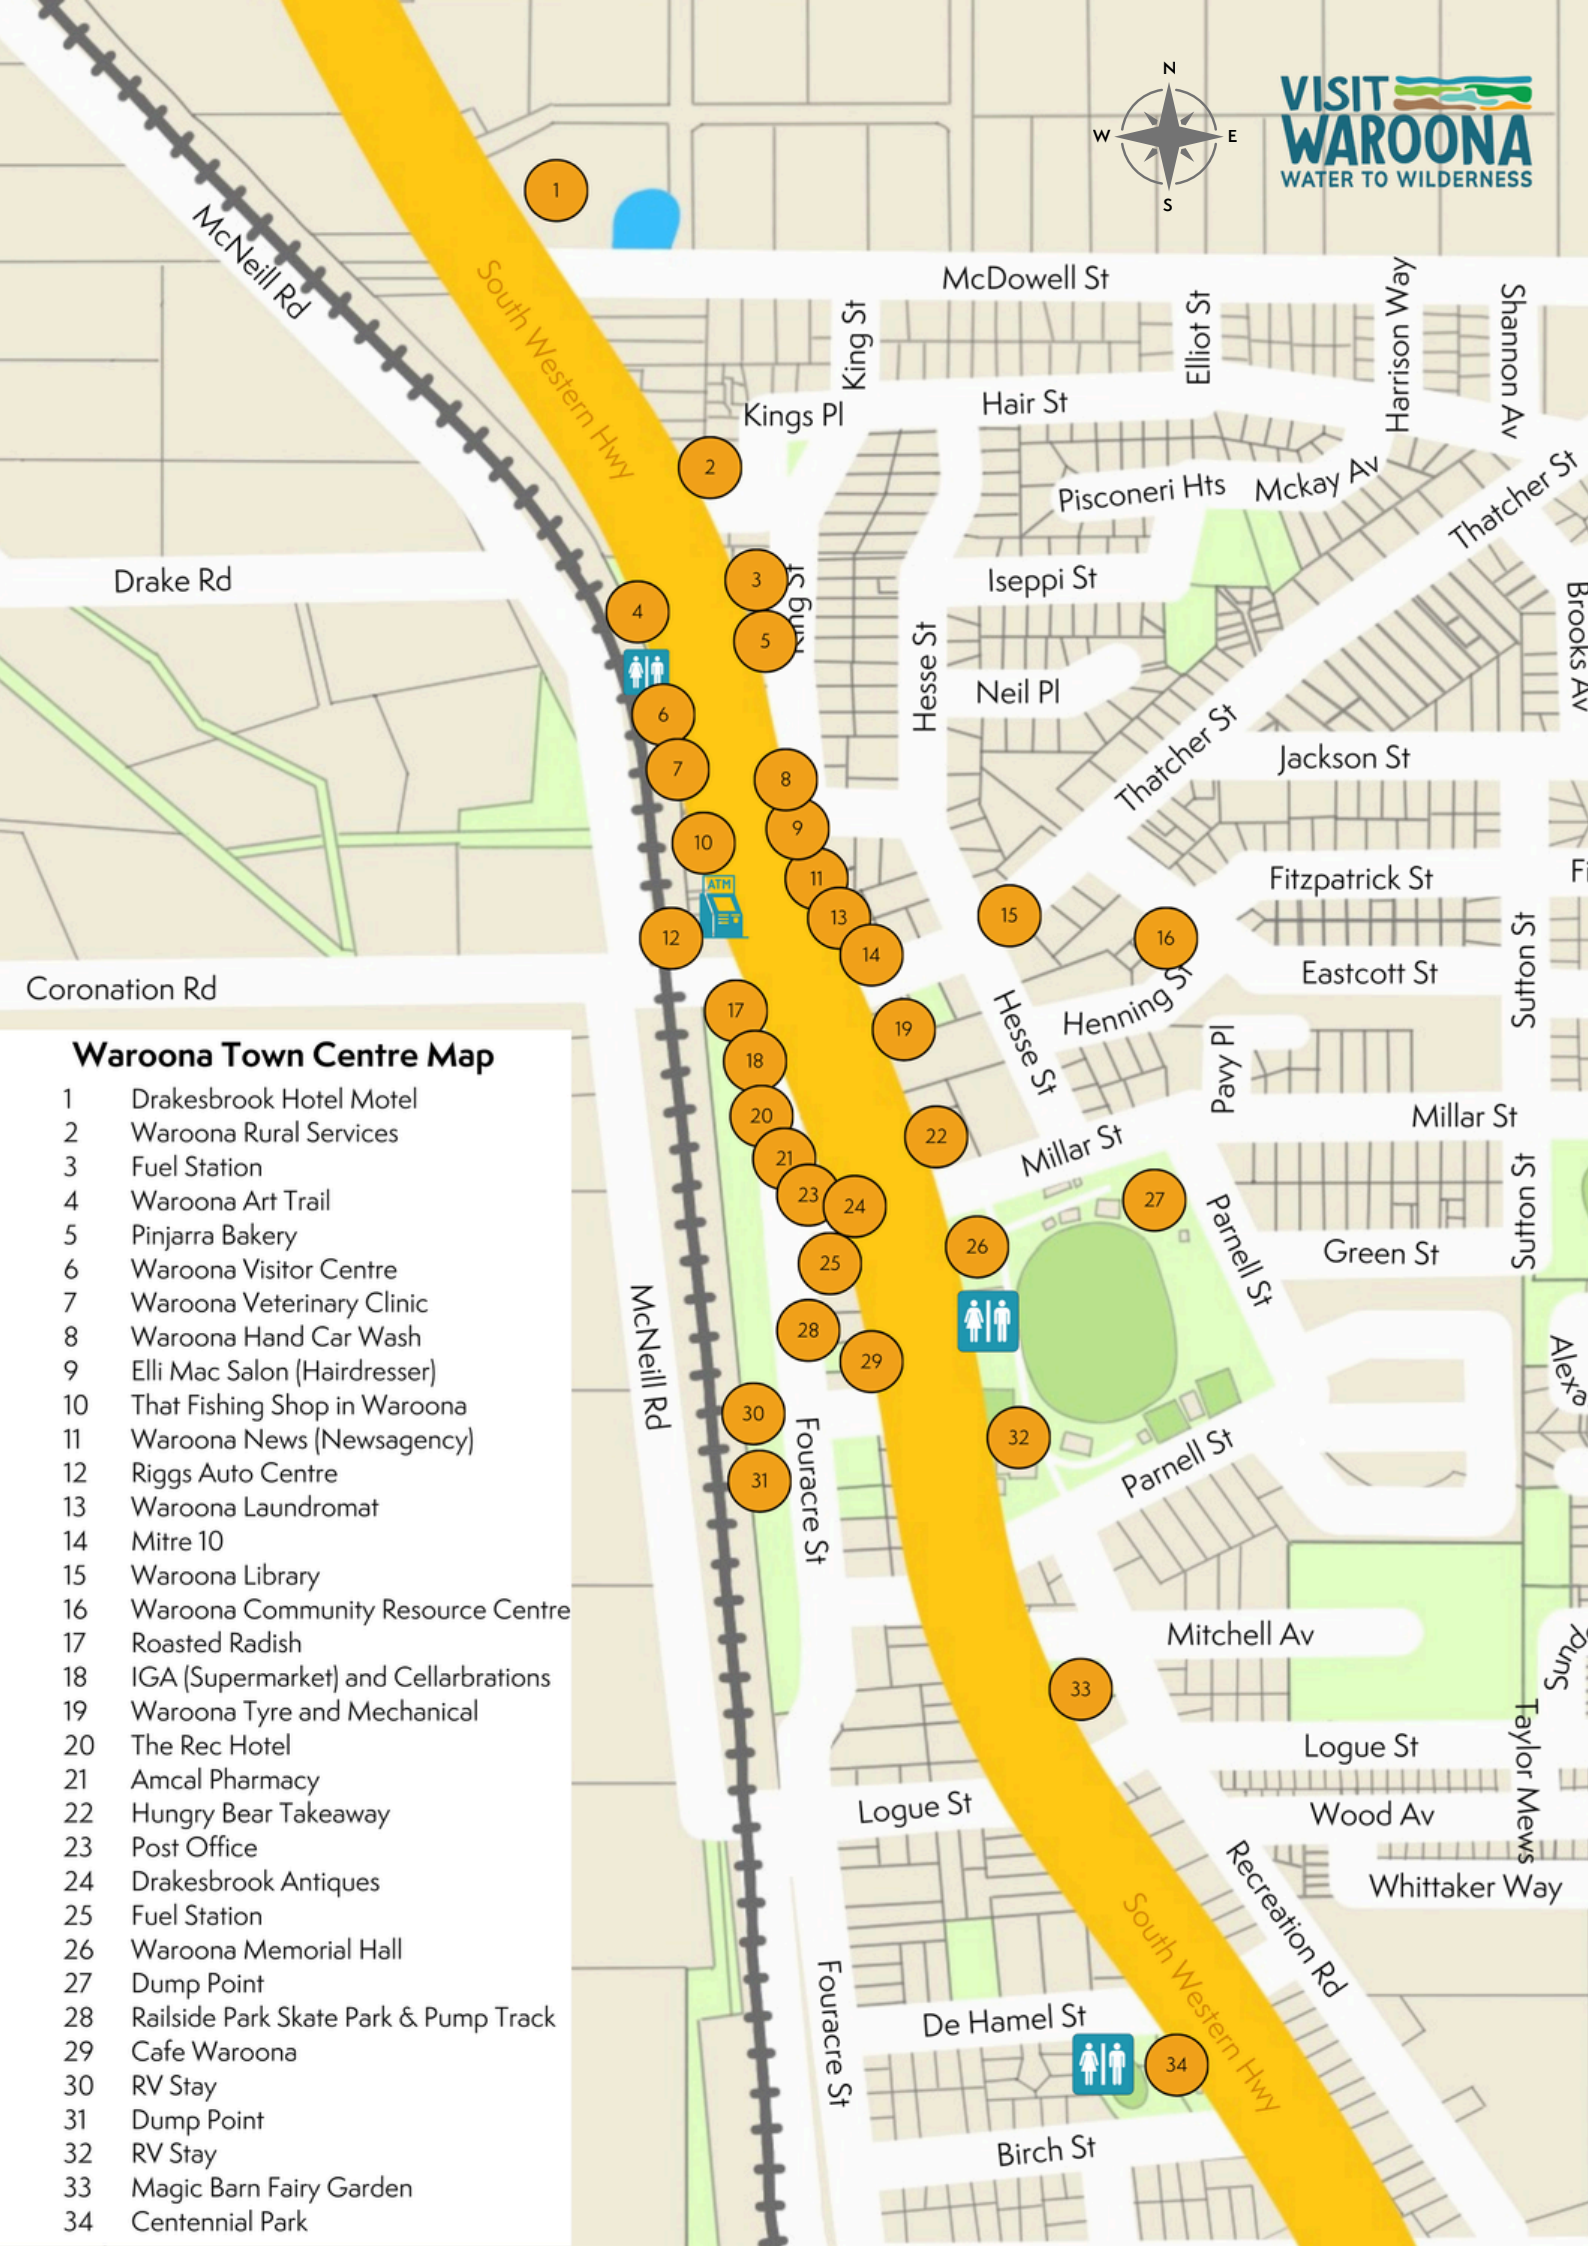 N
W
E
S
VISIT
WAROONA
WATER TO WILDERNESS
1
McNeill Rd
South Western Hwy
McDowell St
King St
Elliot St
Harrison Way
Shannon Av
Kings Pl
Hair St
2
Pisconeri Hts
Mckay Av
Thatcher St
Drake Rd
3
King St
Iseppi St
4
5
Brooks Av
Hesse St
Neil Pl
6
7
Thatcher St
Jackson St
8
9
10
ATM
11
Fitzpatrick St
Fi
12
13
14
15
16
Sutton St
Coronation Rd
Eastcott St
17
19
Hesse St
Henning St
18
Pavy Pl
20
22
Millar St
Millar St
21
23
24
27
Parnell St
Sutton St
25
26
Green St
McNeill Rd
28
29
Alexa
30
Fouracre St
32
Parnell St
31
Mitchell Av
Sund
33
Logue St
Taylor Mews
Logue St
Wood Av
Recreation Rd
Whittaker Way
South Western Hwy
Fouracre St
De Hamel St
34
Birch St
Waroona Town Centre Map
1 Drakesbrook Hotel Motel
2 Waroona Rural Services
3 Fuel Station
4 Waroona Art Trail
5 Pinjarra Bakery
6 Waroona Visitor Centre
7 Waroona Veterinary Clinic
8 Waroona Hand Car Wash
9 Elli Mac Salon (Hairdresser)
10 That Fishing Shop in Waroona
11 Waroona News (Newsagency)
12 Riggs Auto Centre
13 Waroona Laundromat
14 Mitre 10
15 Waroona Library
16 Waroona Community Resource Centre
17 Roasted Radish
18 IGA (Supermarket) and Cellarbrations
19 Waroona Tyre and Mechanical
20 The Rec Hotel
21 Amcal Pharmacy
22 Hungry Bear Takeaway
23 Post Office
24 Drakesbrook Antiques
25 Fuel Station
26 Waroona Memorial Hall
27 Dump Point
28 Railside Park Skate Park & Pump Track
29 Cafe Waroona
30 RV Stay
31 Dump Point
32 RV Stay
33 Magic Barn Fairy Garden
34 Centennial Park